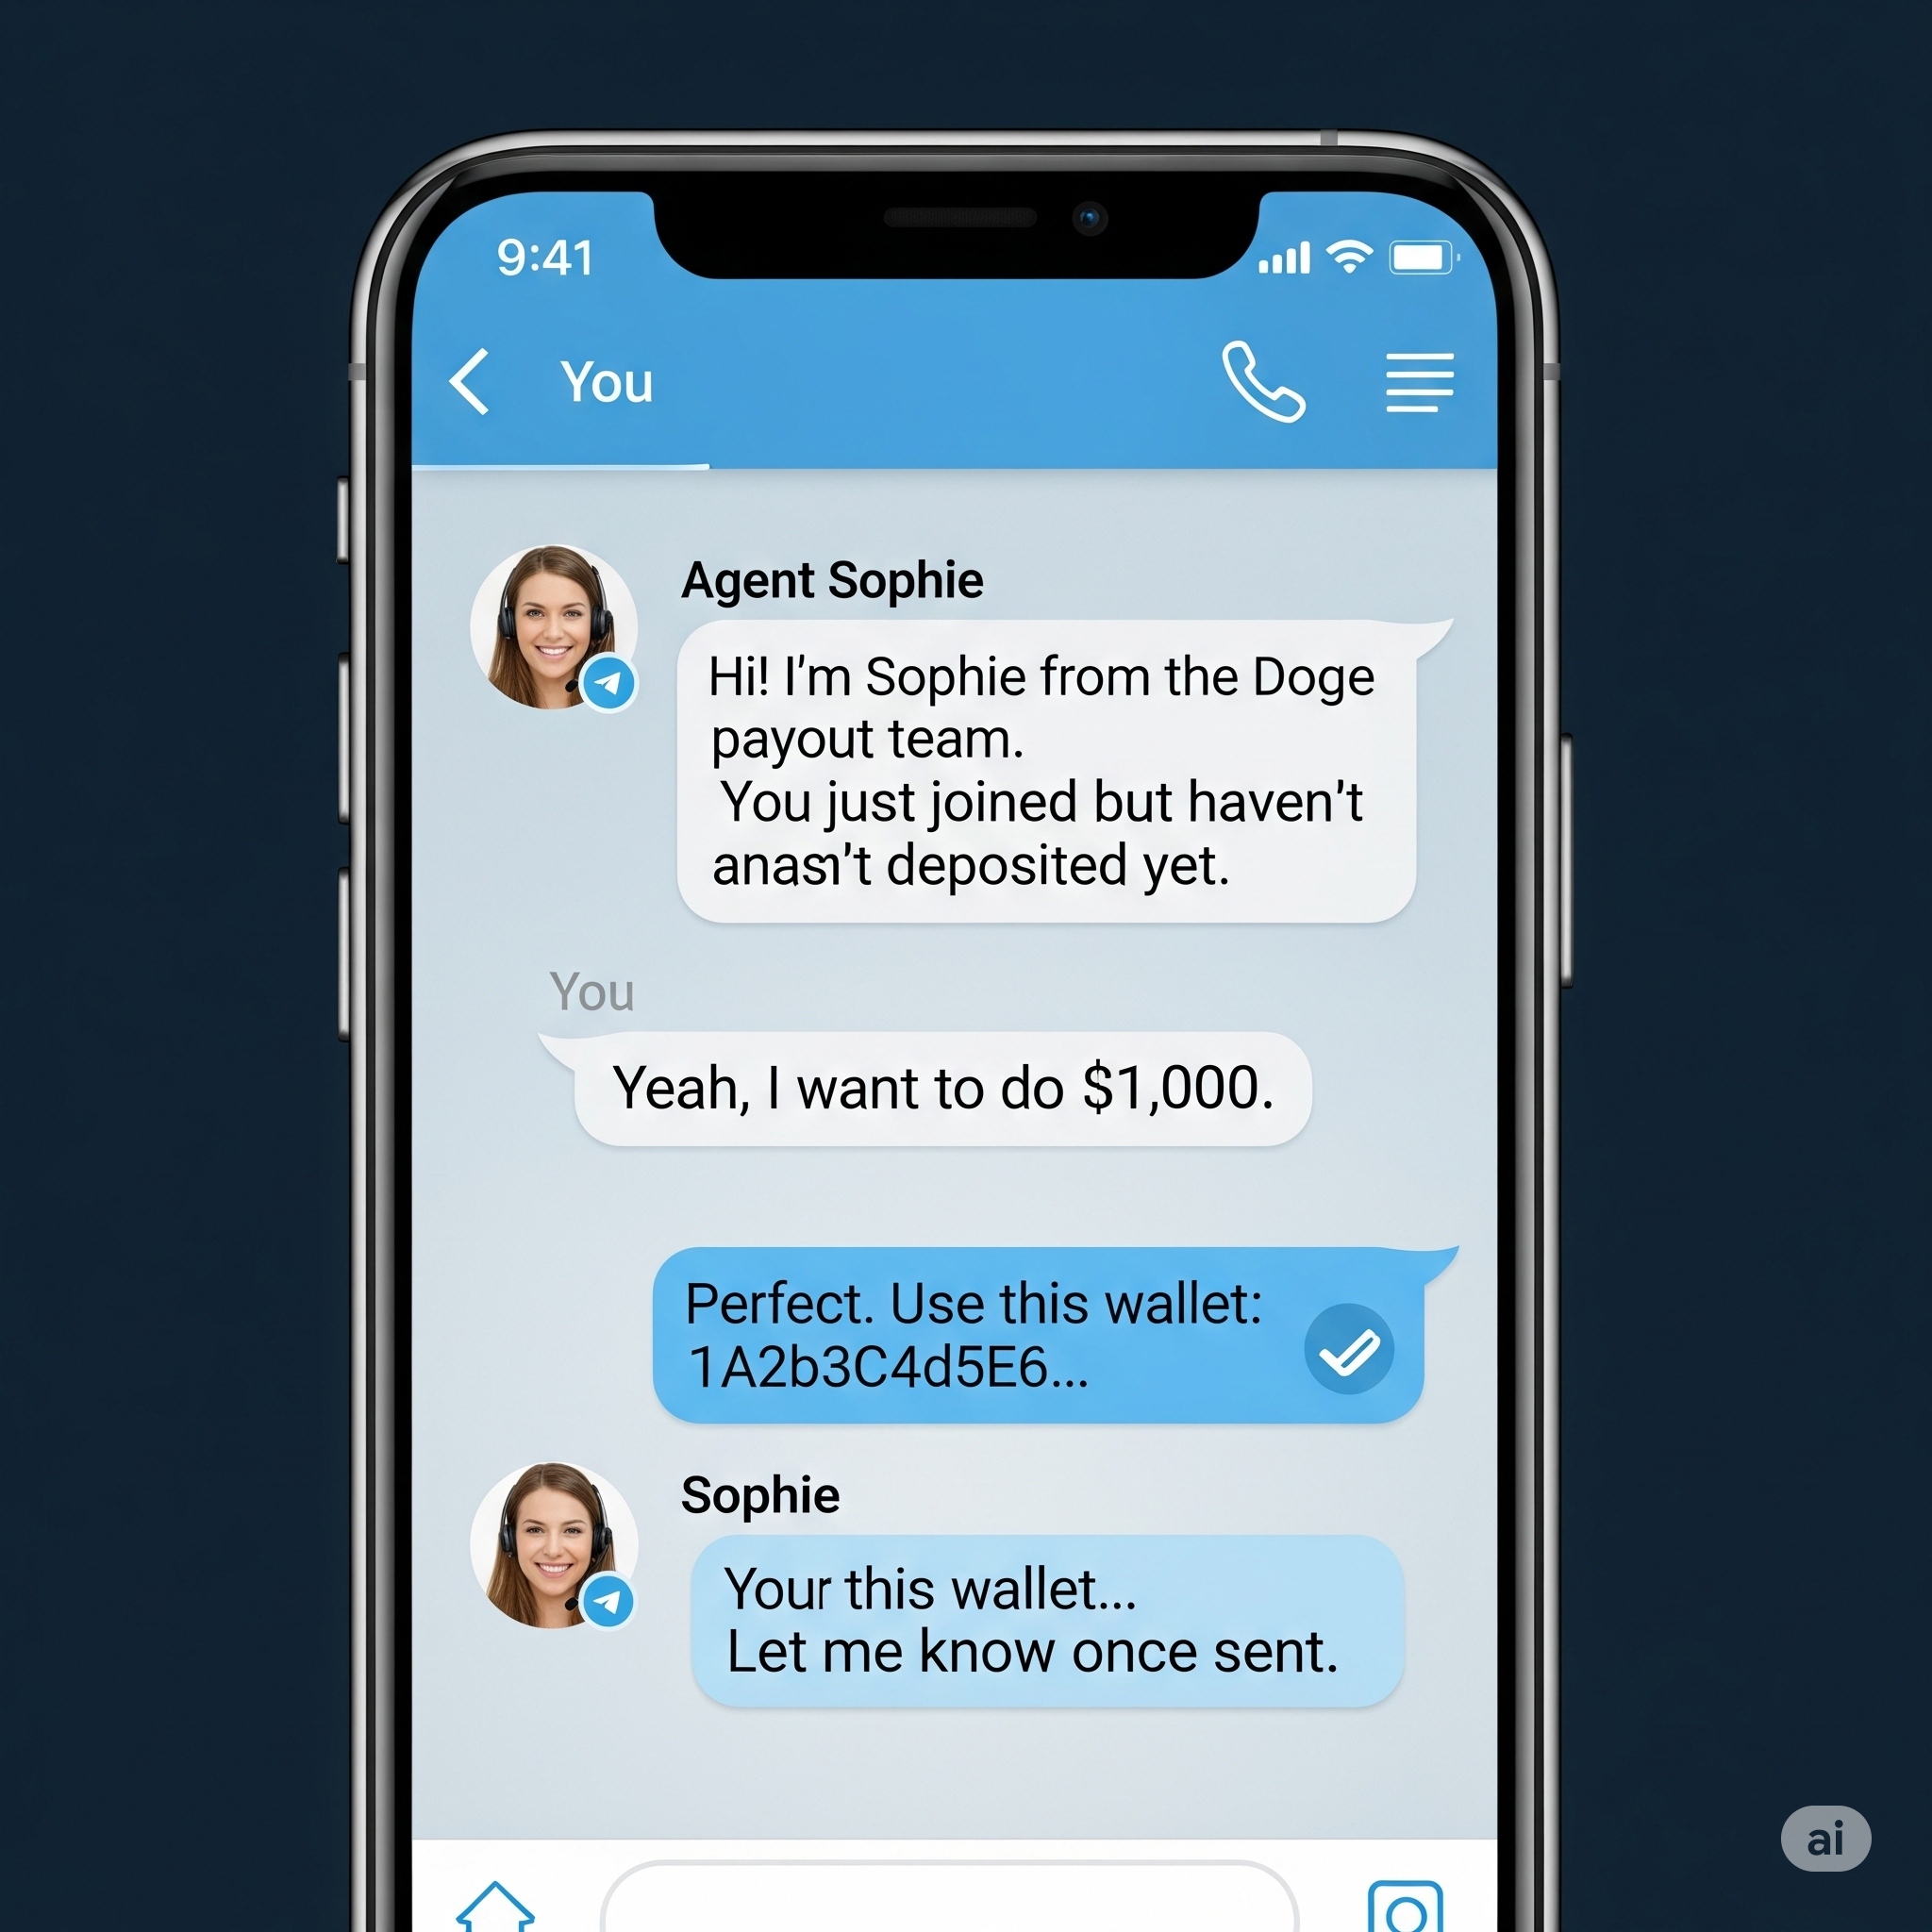 9:41
You
Agent Sophie
Hi! I'm Sophie from the Doge
payout team.
You just joined but haven't
anası't deposited yet.
You
Yeah, I want to do $1,000.
Perfect. Use this wallet:
1A2b3C4d5E6...
Sophie
Your this wallet...
Let me know once sent.
ai